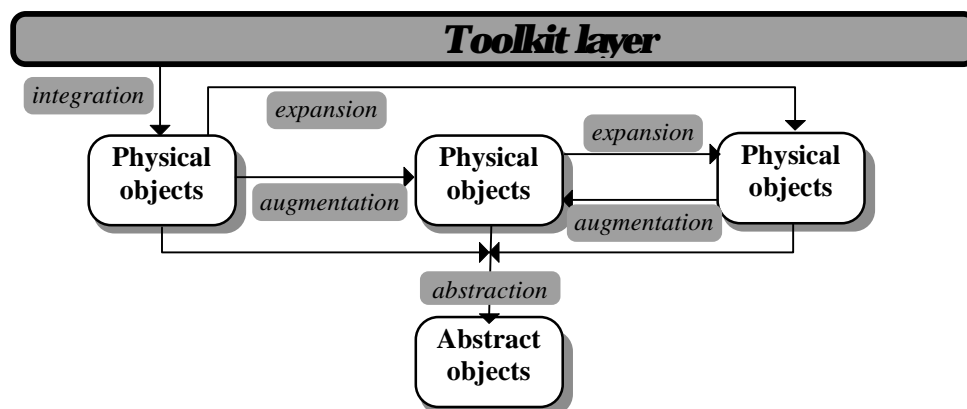 Toolkit layer
integration
expansion
expansion
Physical
objects
Physical
objects
Physical
objects
augmentation
augmentation
abstraction
Abstract
objects